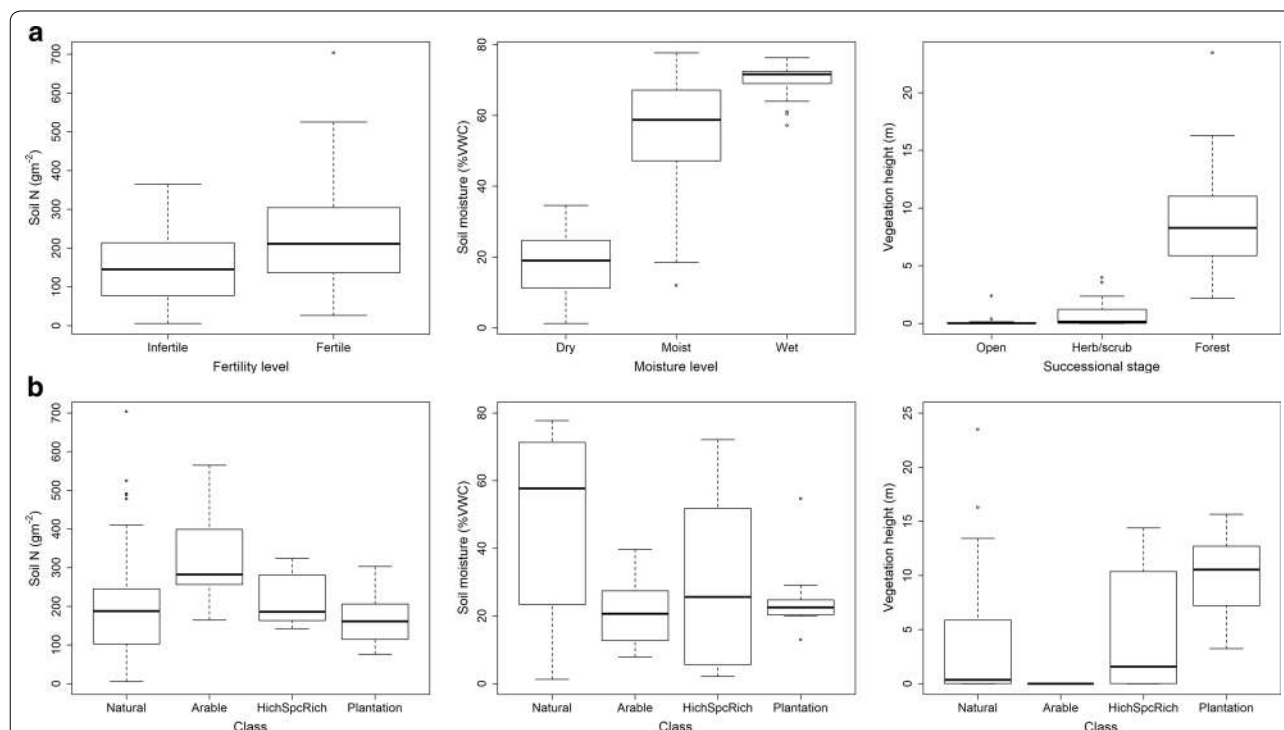 a
Soil N (gm⁻²)
700
600
500
400
300
200
100
0
Infertile Fertile
Fertility level
Soil moisture (%VWC)
80
60
40
20
0
Dry Moist Wet
Moisture level
Vegetation height (m)
20
15
10
5
0
Open Herb/scrub Forest
Successional stage
b
Soil N (gm⁻²)
700
600
500
400
300
200
100
0
Natural Arable HichSpcRich Plantation
Class
Soil moisture (%VWC)
80
60
40
20
0
Natural Arable HichSpcRich Plantation
Class
Vegetation height (m)
25
20
15
10
5
0
Natural Arable HichSpcRich Plantation
Class